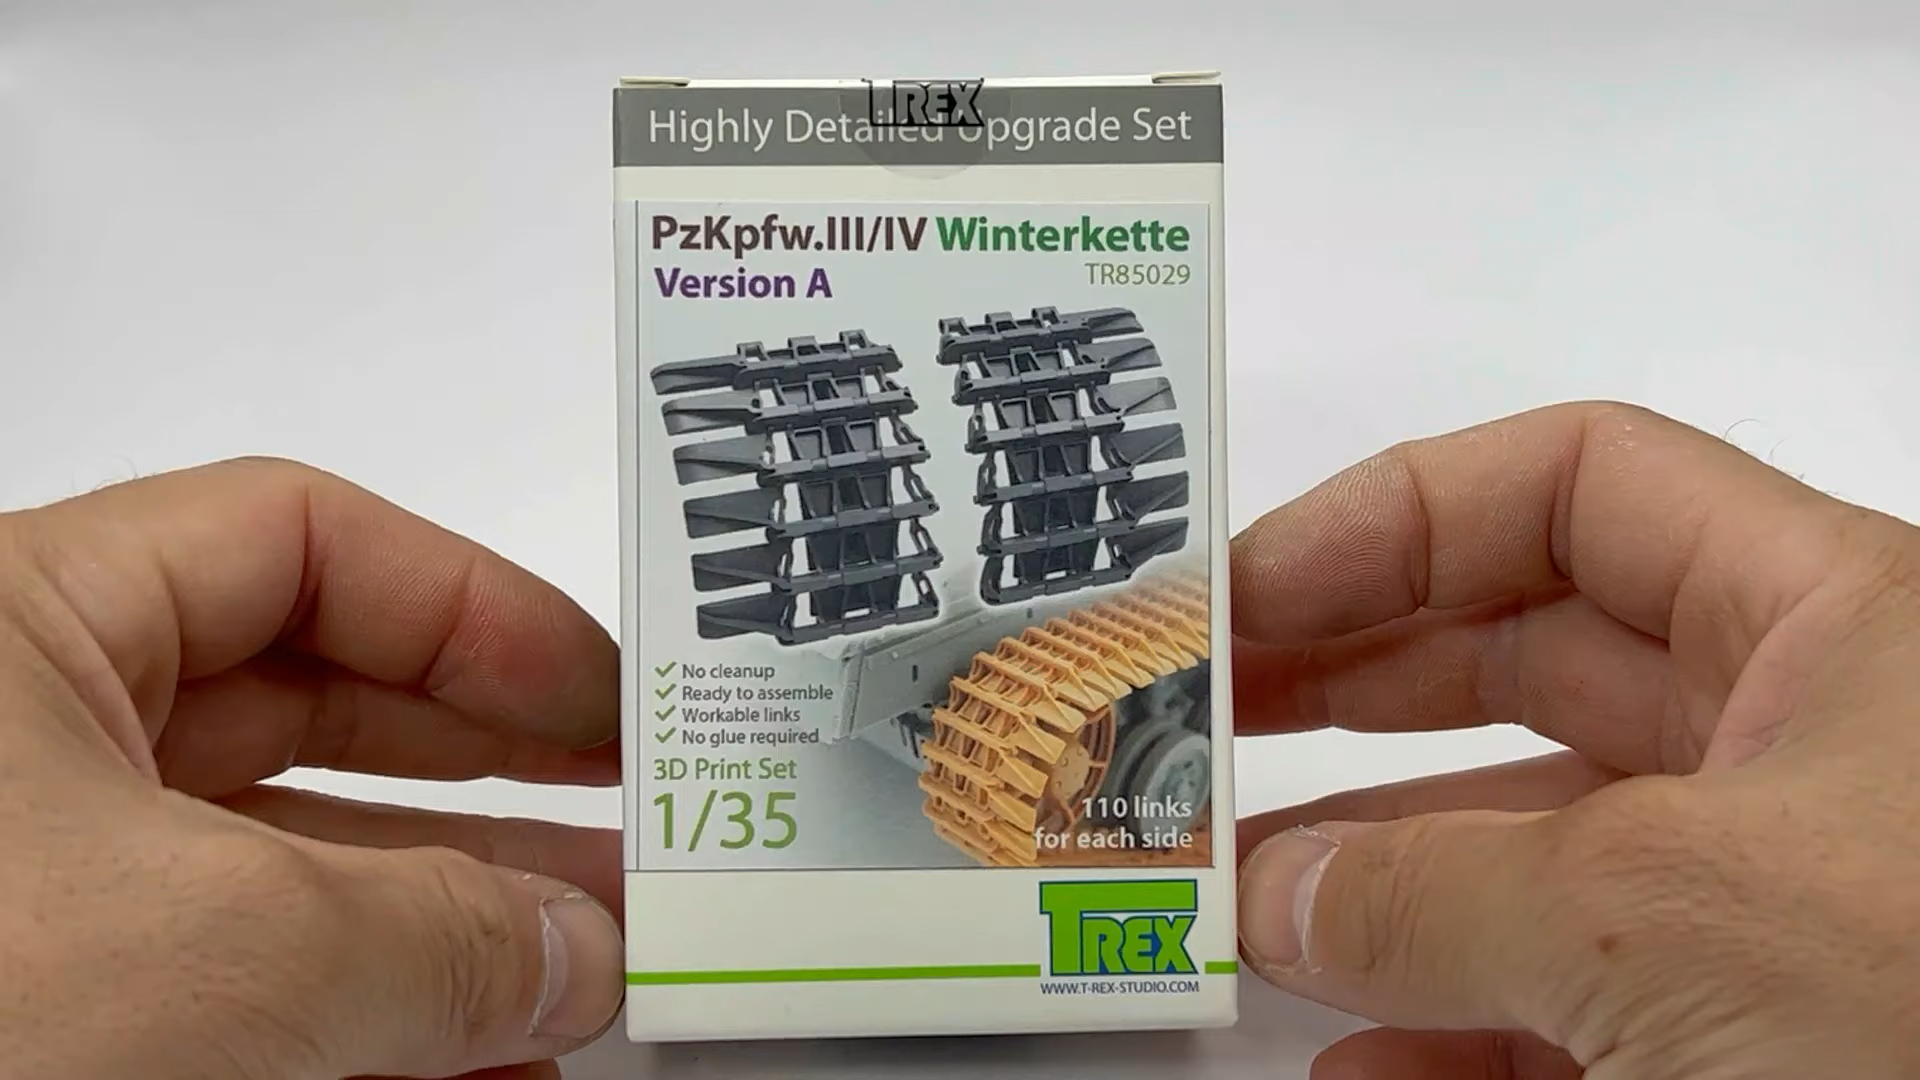 TREX
Highly Detailed Upgrade Set
PzKpfw.III/IV Winterkette
Version A
TR85029
No cleanup
Ready to assemble
Workable links
No glue required
3D Print Set
1/35
110 links
for each side
TREX
WWW.T-REX-STUDIO.COM